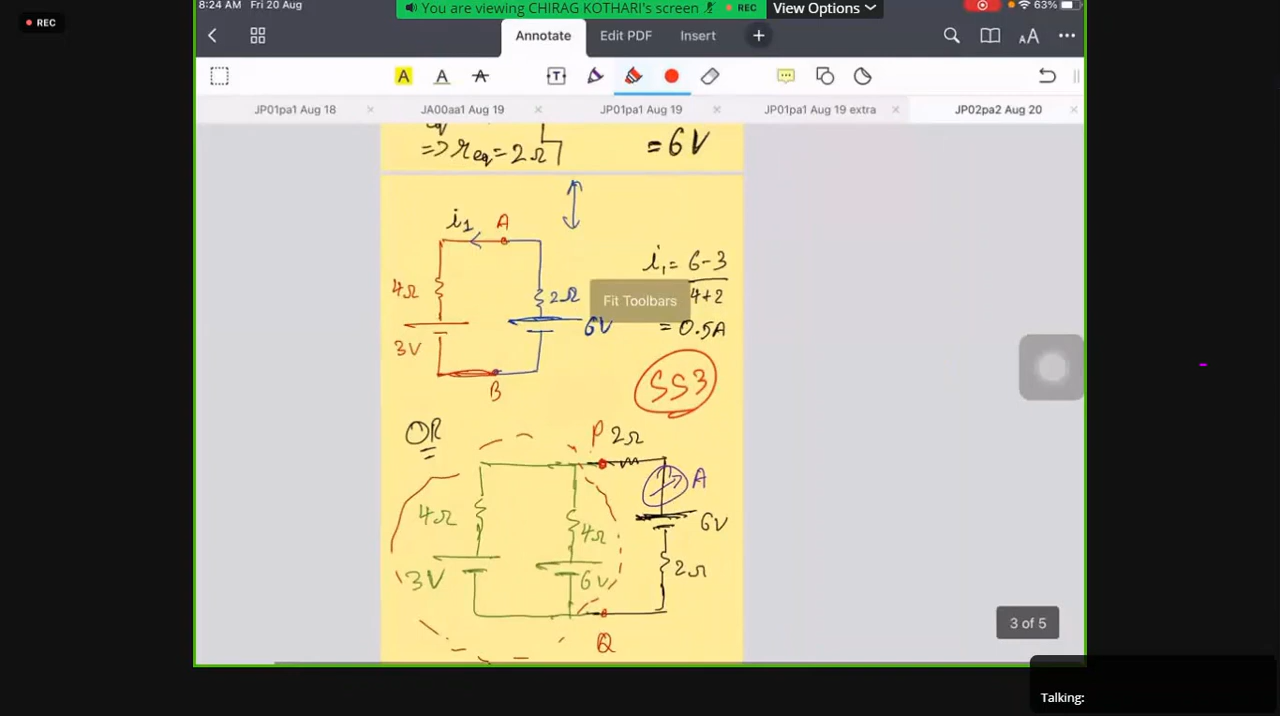 REC
8:24 AM Fri 20 Aug
You are viewing CHIRAG KOTHARI's screen
REC
View Options
63%
Annotate
Edit PDF
Insert
+
AA
A A A T
JP01pa1 Aug 18
JA00aa1 Aug 19
JP01pa1 Aug 19
JP01pa1 Aug 19 extra
JP02pa2 Aug 20
eq
=> req = 2Ω
= 6V
i1 A
i1 = 6-3
4+2
= 0.5A
4Ω
2Ω
Fit Toolbars
6V
3V
B
SS3
OR
P 2Ω
A
4Ω
4Ω
6V
3V
6V
2Ω
Q
3 of 5
Talking: